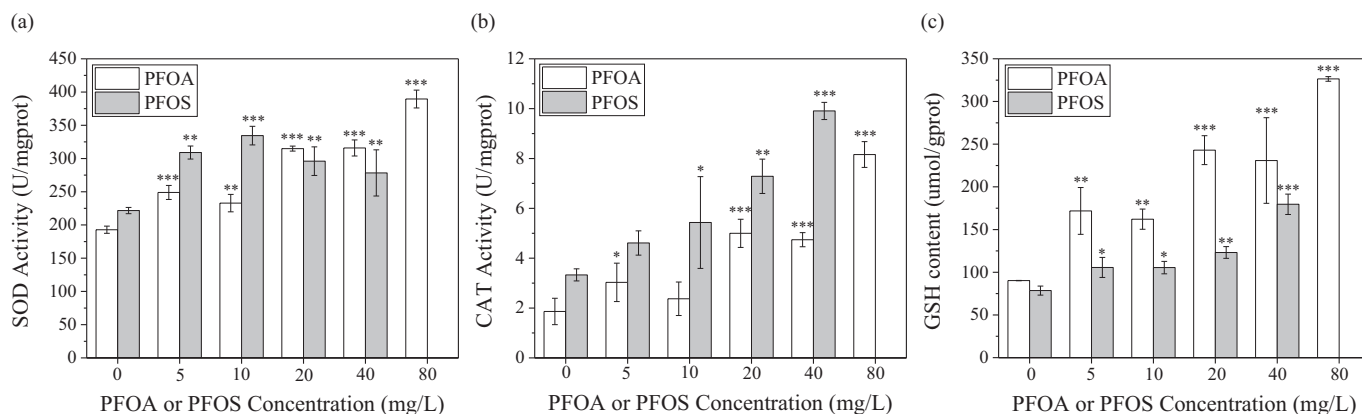 (a)
450
400
350
300
250
200
150
100
50
0
SOD Activity (U/mgprot)
PFOA
PFOS
***
**
**
***
***
**
***
**
***
0 5 10 20 40 80
PFOA or PFOS Concentration (mg/L)
(b)
12
10
8
6
4
2
0
CAT Activity (U/mgprot)
PFOA
PFOS
*
*
***
**
***
***
***
0 5 10 20 40 80
PFOA or PFOS Concentration (mg/L)
(c)
350
300
250
200
150
100
50
0
GSH content (umol/gprot)
PFOA
PFOS
**
*
**
*
***
**
***
***
***
0 5 10 20 40 80
PFOA or PFOS Concentration (mg/L)